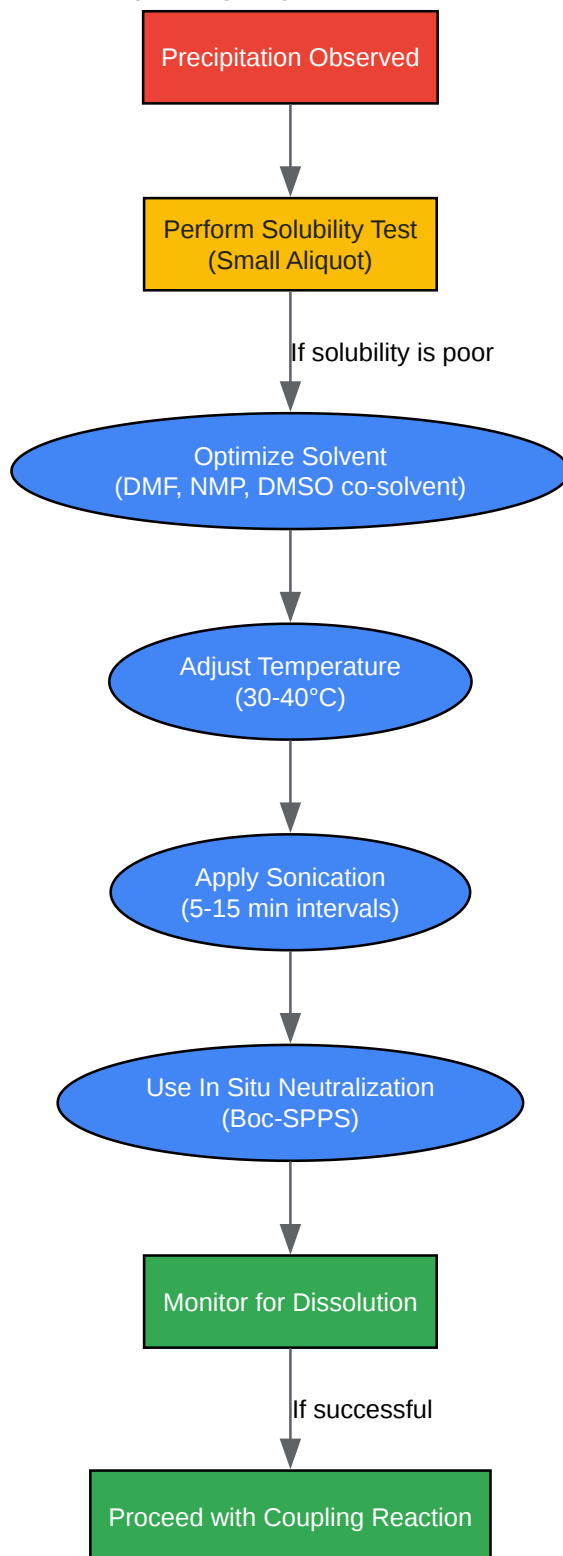 Precipitation Observed
Perform Solubility Test
(Small Aliquot)
If solubility is poor
Optimize Solvent
(DMF, NMP, DMSO co-solvent)
Adjust Temperature
(30-40°C)
Apply Sonication
(5-15 min intervals)
Use In Situ Neutralization
(Boc-SPPS)
Monitor for Dissolution
If successful
Proceed with Coupling Reaction